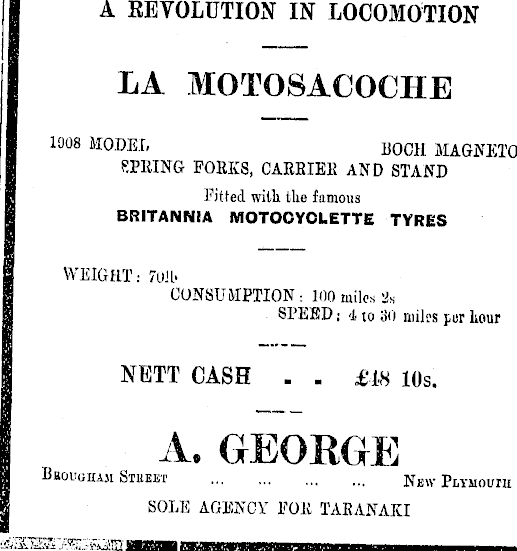 A REVOLUTION IN LOCOMOTION
LA MOTOSACOCHE
1908 MODEL BOCH MAGNETO
SPRING FORKS, CARRIER AND STAND
Fitted with the famous
BRITANNIA MOTOCYCLETTE TYRES
WEIGHT: 70lb
CONSUMPTION: 100 miles 2s
SPEED; 4 to 30 miles per hour
NETT CASH - - £48 10s.
A. GEORGE
BROUGHAM STREET ... ... ... ... NEW PLYMOUTH
SOLE AGENCY FOR TARANAKI